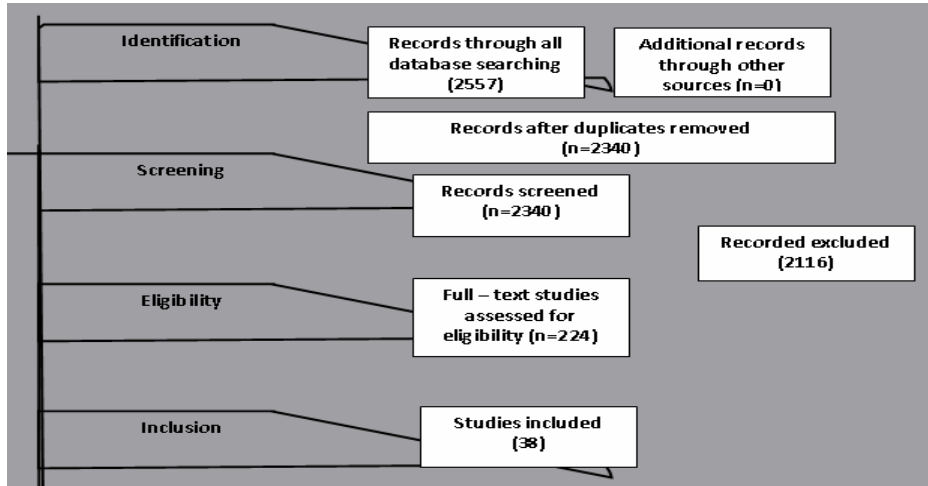 Identification
Records through all
database searching
(2557)
Additional records
through other
sources (n=0)
Records after duplicates removed
(n=2340)
Screening
Records screened
(n=2340)
Recorded excluded
(2116)
Eligibility
Full – text studies
assessed for
eligibility (n=224)
Inclusion
Studies included
(38)